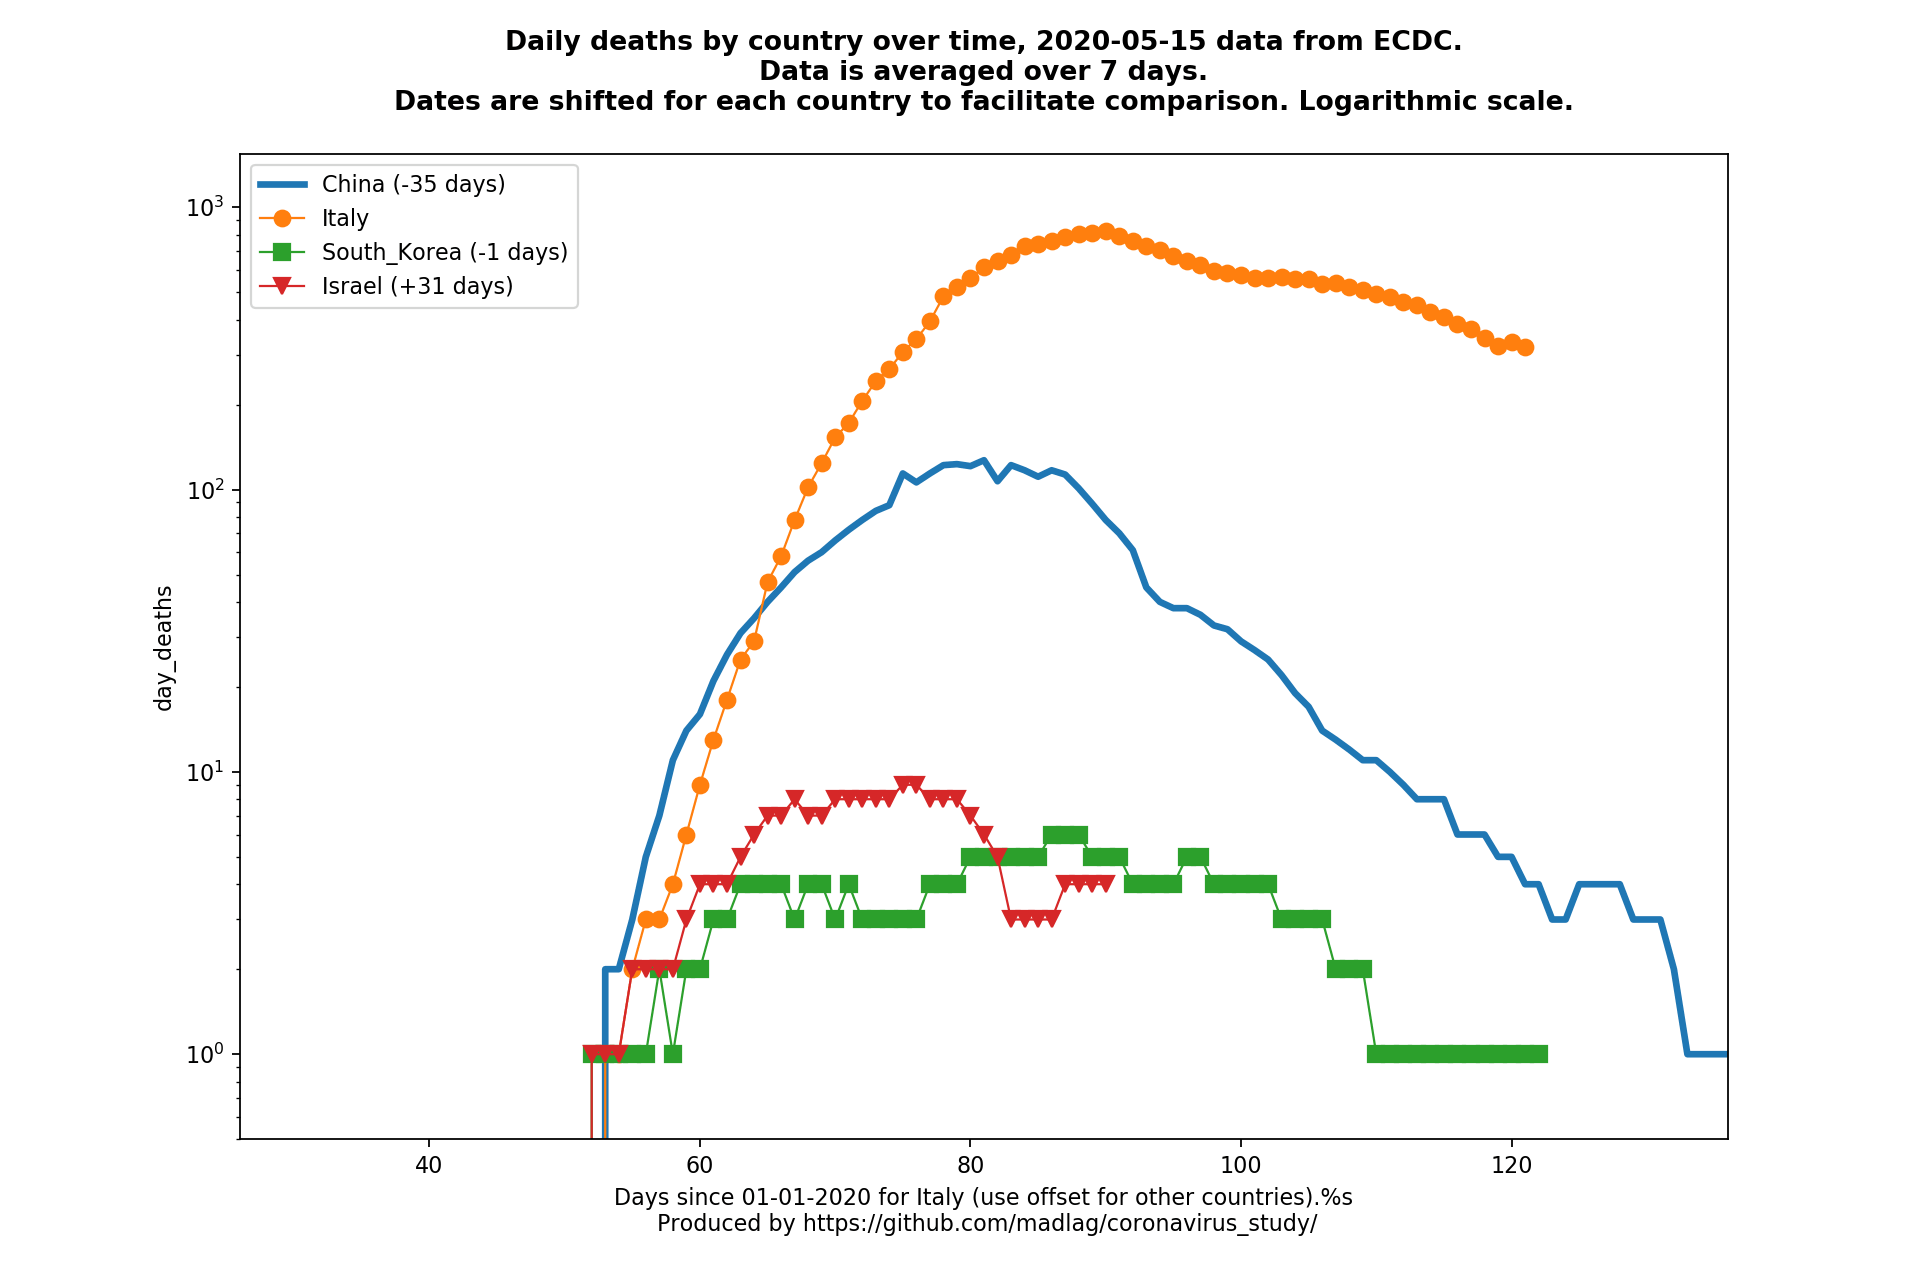 Daily deaths by country over time, 2020-05-15 data from ECDC.
Data is averaged over 7 days.
Dates are shifted for each country to facilitate comparison. Logarithmic scale.
China (-35 days)
Italy
South_Korea (-1 days)
Israel (+31 days)
10³
10²
10¹
10⁰
day_deaths
40 60 80 100 120
Days since 01-01-2020 for Italy (use offset for other countries).%s
Produced by https://github.com/madlag/coronavirus_study/